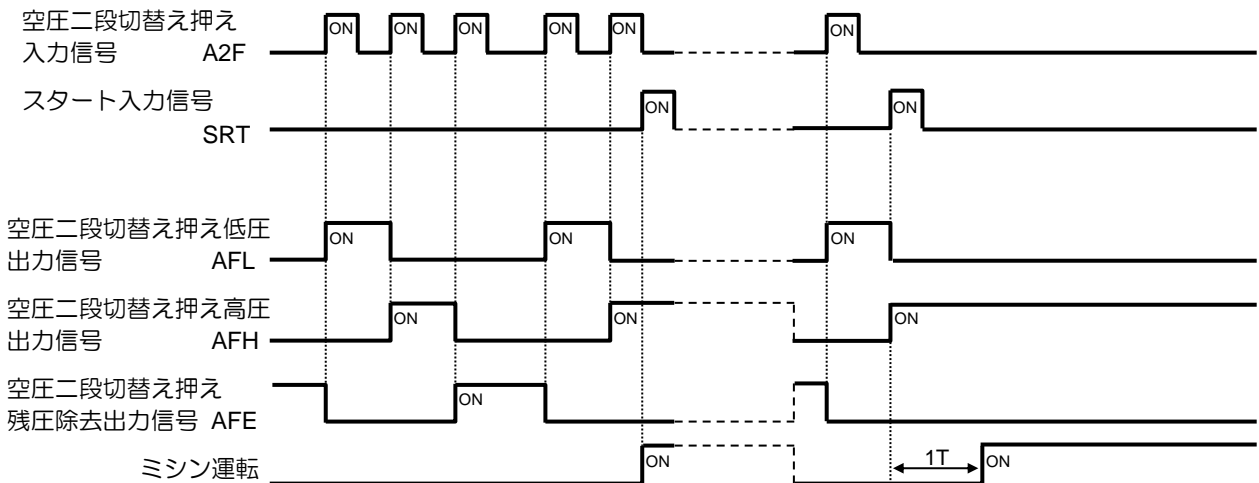 空圧二段切替え押え
入力信号 A2F
ON ON ON ON ON ON
スタート入力信号
SRT
ON ON
空圧二段切替え押え低圧
出力信号 AFL
ON ON ON
空圧二段切替え押え高圧
出力信号 AFH
ON ON ON
空圧二段切替え押え
残圧除去出力信号 AFE
ON
ミシン運転
ON 1T ON